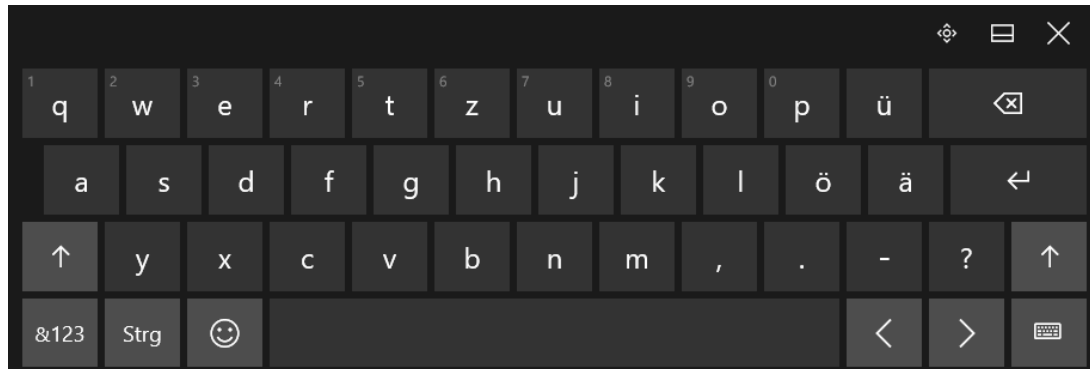 1 q 2 w 3 e 4 r 5 t 6 z 7 u 8 i 9 o 0 p ü
a s d f g h j k l ö ä
y x c v b n m , . - ?
&123 Strg